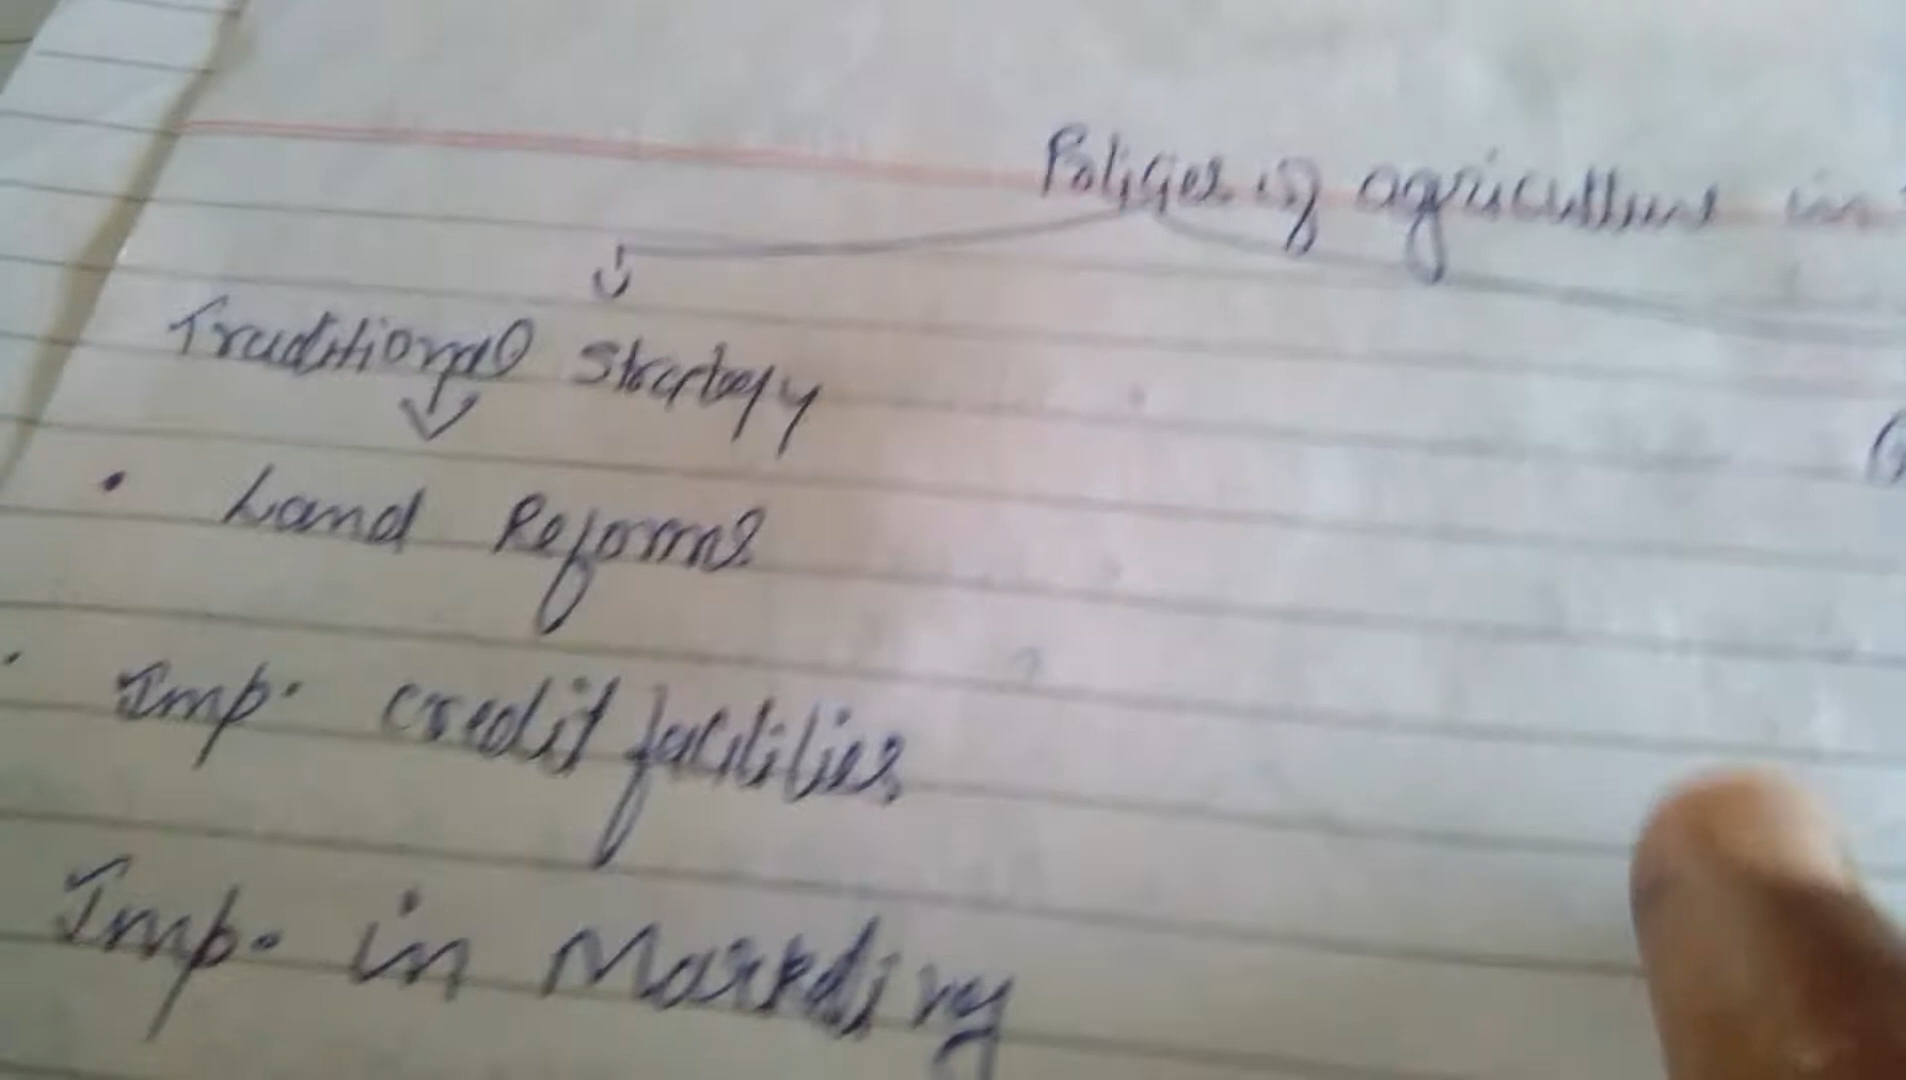 Policies of agriculture in
Traditional Strategy
• Land Reforms
• Imp. credit facilities
Imp. in Marketing